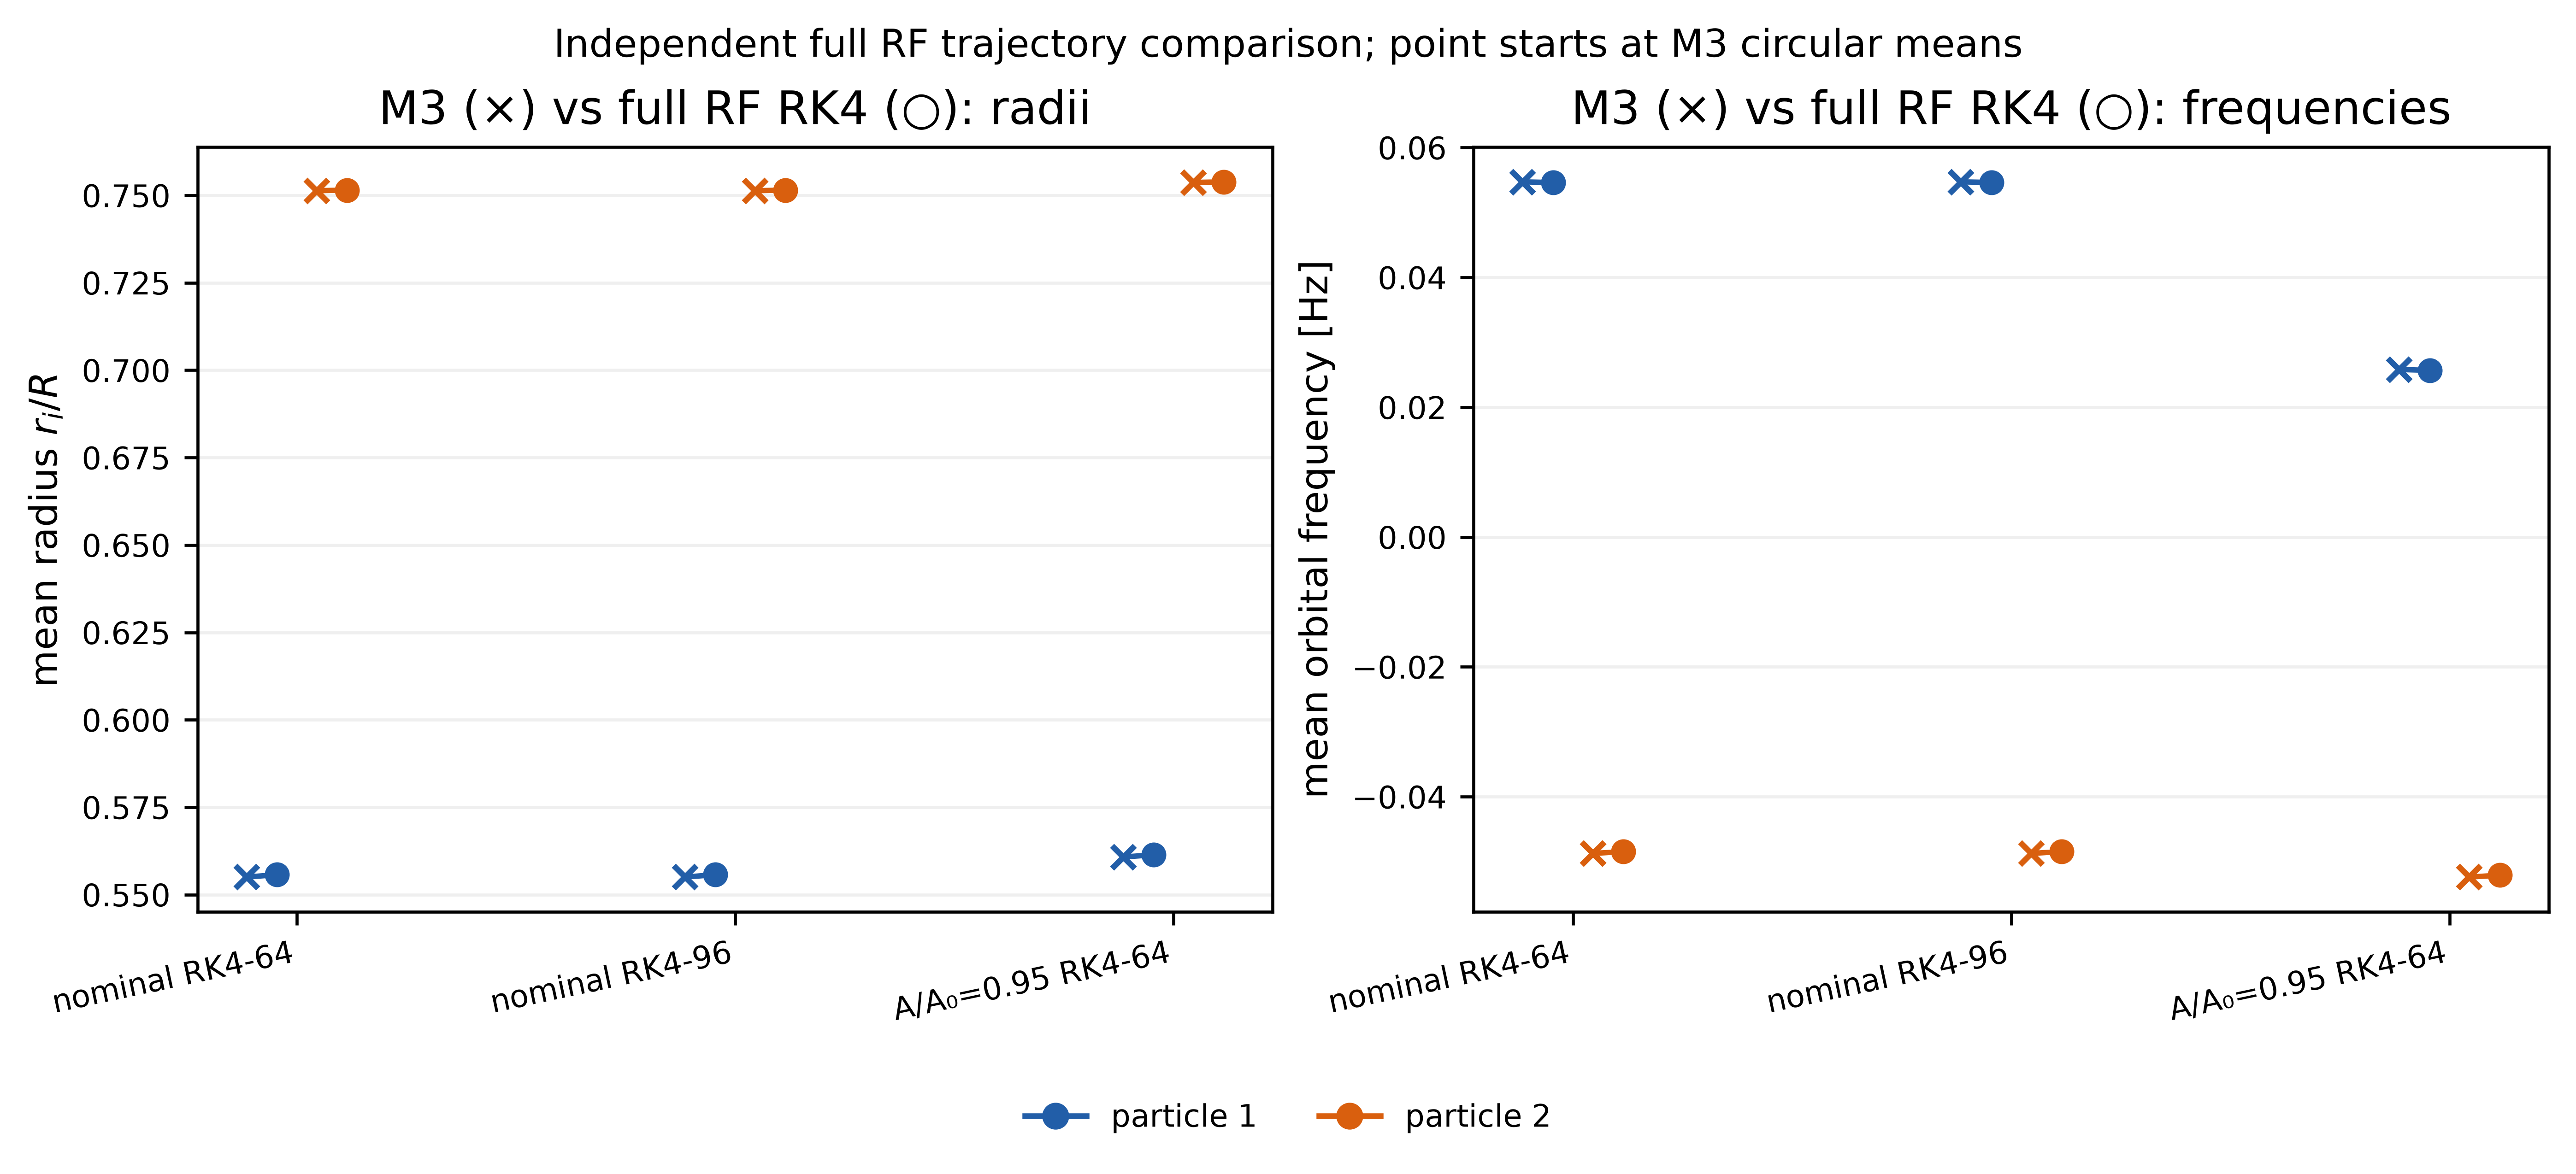 Independent full RF trajectory comparison; point starts at M3 circular means
M3 (×) vs full RF RK4 (○): radii
mean radius rᵢ/R
0.750
0.725
0.700
0.675
0.650
0.625
0.600
0.575
0.550
nominal RK4-64
nominal RK4-96
A/A₀=0.95 RK4-64
M3 (×) vs full RF RK4 (○): frequencies
mean orbital frequency [Hz]
0.06
0.04
0.02
0.00
−0.02
−0.04
nominal RK4-64
nominal RK4-96
A/A₀=0.95 RK4-64
particle 1
particle 2